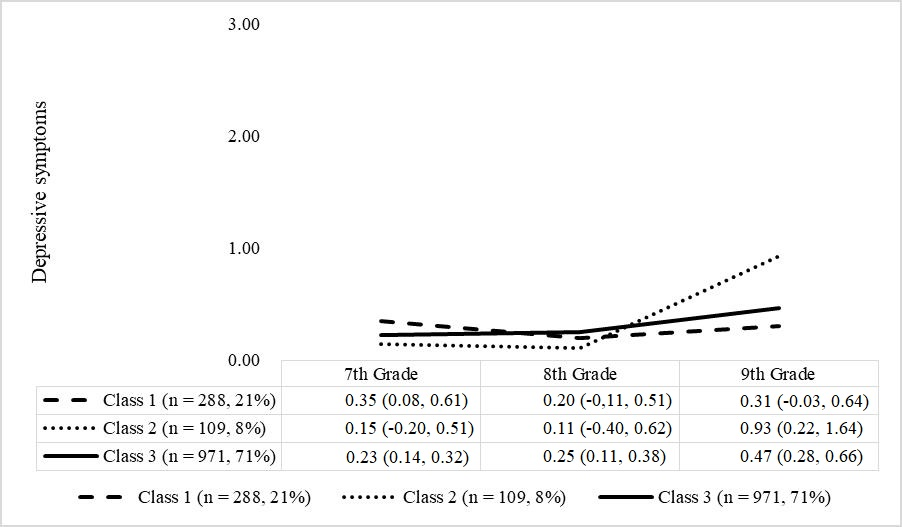 3.00
2.00
1.00
0.00
Depressive symptoms
7th Grade 8th Grade 9th Grade
Class 1 (n = 288, 21%) 0.35 (0.08, 0.61) 0.20 (-0,11, 0.51) 0.31 (-0.03, 0.64)
Class 2 (n = 109, 8%) 0.15 (-0.20, 0.51) 0.11 (-0.40, 0.62) 0.93 (0.22, 1.64)
Class 3 (n = 971, 71%) 0.23 (0.14, 0.32) 0.25 (0.11, 0.38) 0.47 (0.28, 0.66)
Class 1 (n = 288, 21%) Class 2 (n = 109, 8%) Class 3 (n = 971, 71%)